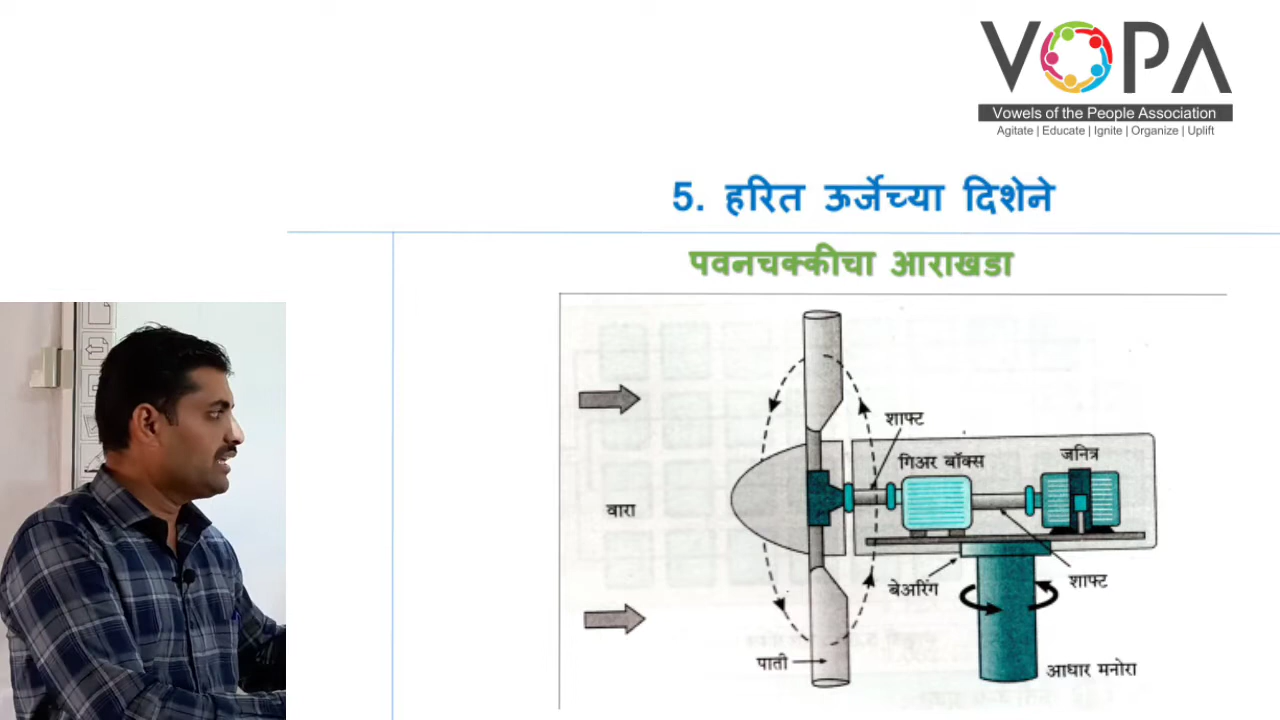 VOPA
Vowels of the People Association
Agitate | Educate | Ignite | Organize | Uplift
5. हरित ऊर्जेच्या दिशेने
पवनचक्कीचा आराखडा
शाफ्ट
गिअर बॉक्स
जनित्र
वारा
बेअरिंग
शाफ्ट
पाती
आधार मनोरा